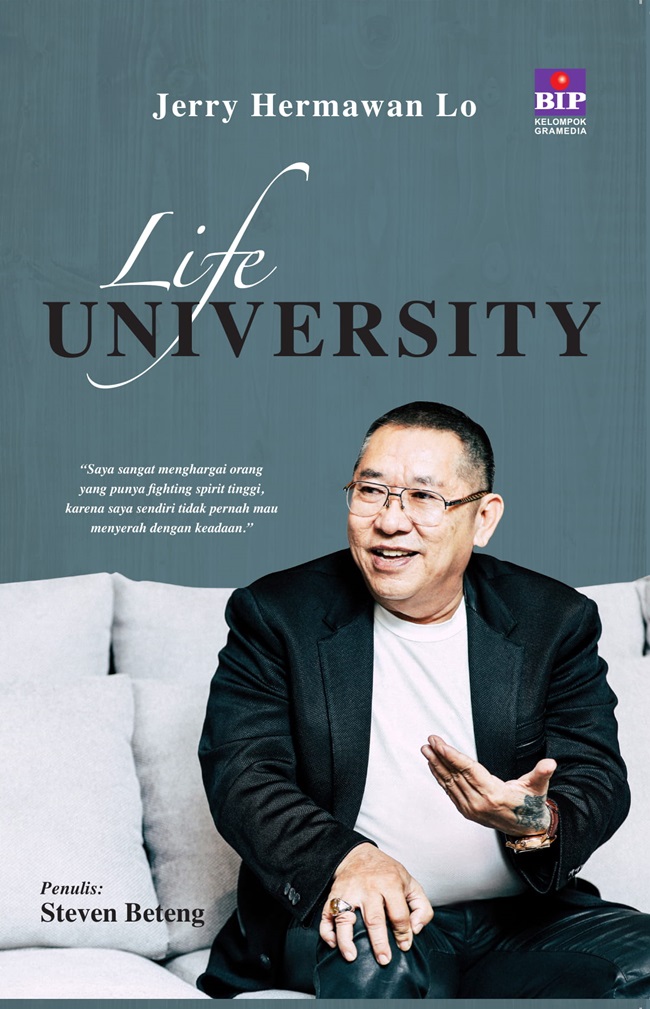 Jerry Hermawan Lo
BIP
KELOMPOK
GRAMEDIA
Life
UNIVERSITY
“Saya sangat menghargai orang
yang punya fighting spirit tinggi,
karena saya sendiri tidak pernah mau
menyerah dengan keadaan.”
Penulis:
Steven Beteng